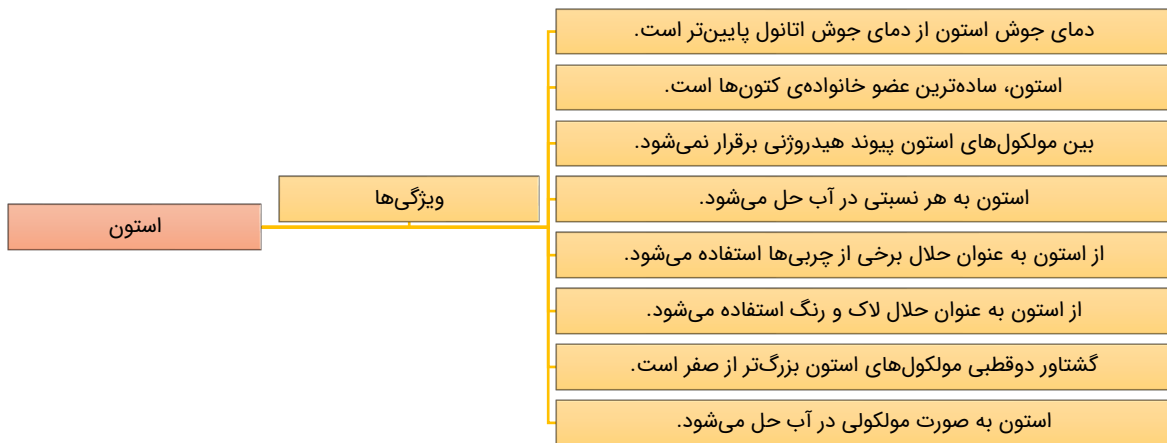 استون
ویژگی‌ها
دمای جوش استون از دمای جوش اتانول پایین‌تر است.
استون، ساده‌ترین عضو خانواده‌ی کتون‌ها است.
بین مولکول‌های استون پیوند هیدروژنی برقرار نمی‌شود.
استون به هر نسبتی در آب حل می‌شود.
از استون به عنوان حلال برخی از چربی‌ها استفاده می‌شود.
از استون به عنوان حلال لاک و رنگ استفاده می‌شود.
گشتاور دوقطبی مولکول‌های استون بزرگ‌تر از صفر است.
استون به صورت مولکولی در آب حل می‌شود.